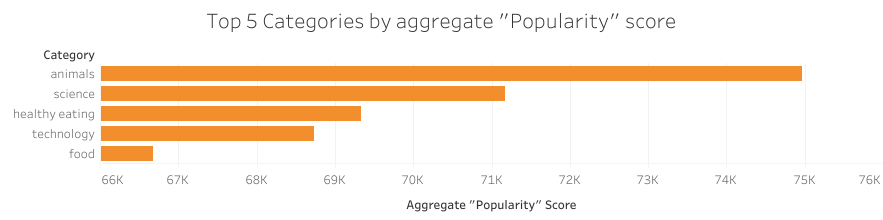 Top 5 Categories by aggregate "Popularity" score
Category
animals
science
healthy eating
technology
food
66K 67K 68K 69K 70K 71K 72K 73K 74K 75K 76K
Aggregate "Popularity" Score